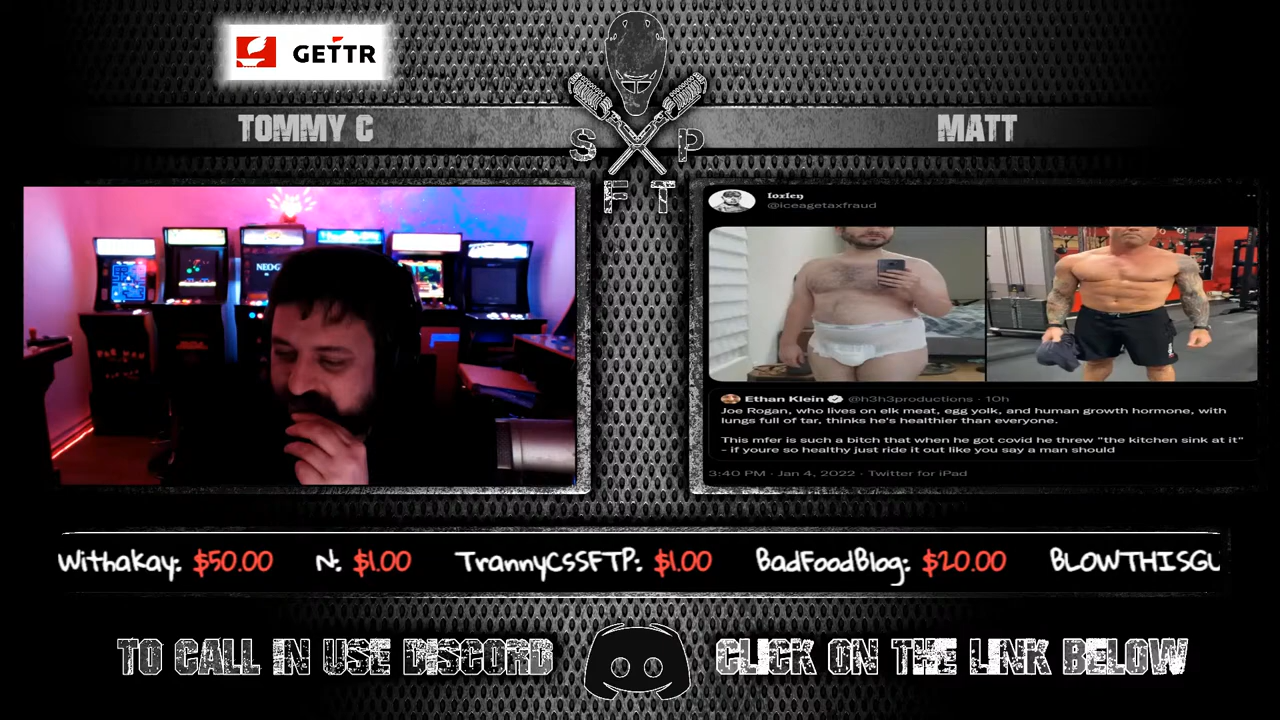 GETTR
TOMMY C
MATT
S P
F T
loxley
@iceagetaxfraud
NEOG
Ethan Klein @h3h3productions · 10h
Joe Rogan, who lives on elk meat, egg yolk, and human growth hormone, with
lungs full of tar, thinks he's healthier than everyone.
This mfer is such a bitch that when he got covid he threw "the kitchen sink at it"
- if youre so healthy just ride it out like you say a man should
3:40 PM · Jan 4, 2022 · Twitter for iPad
WithaKay: $50.00 N: $1.00 TrannyCsSFTP: $1.00 BadFoodBlog: $20.00 BLOWTHISGU
TO CALL IN USE DISCORD
CLICK ON THE LINK BELOW